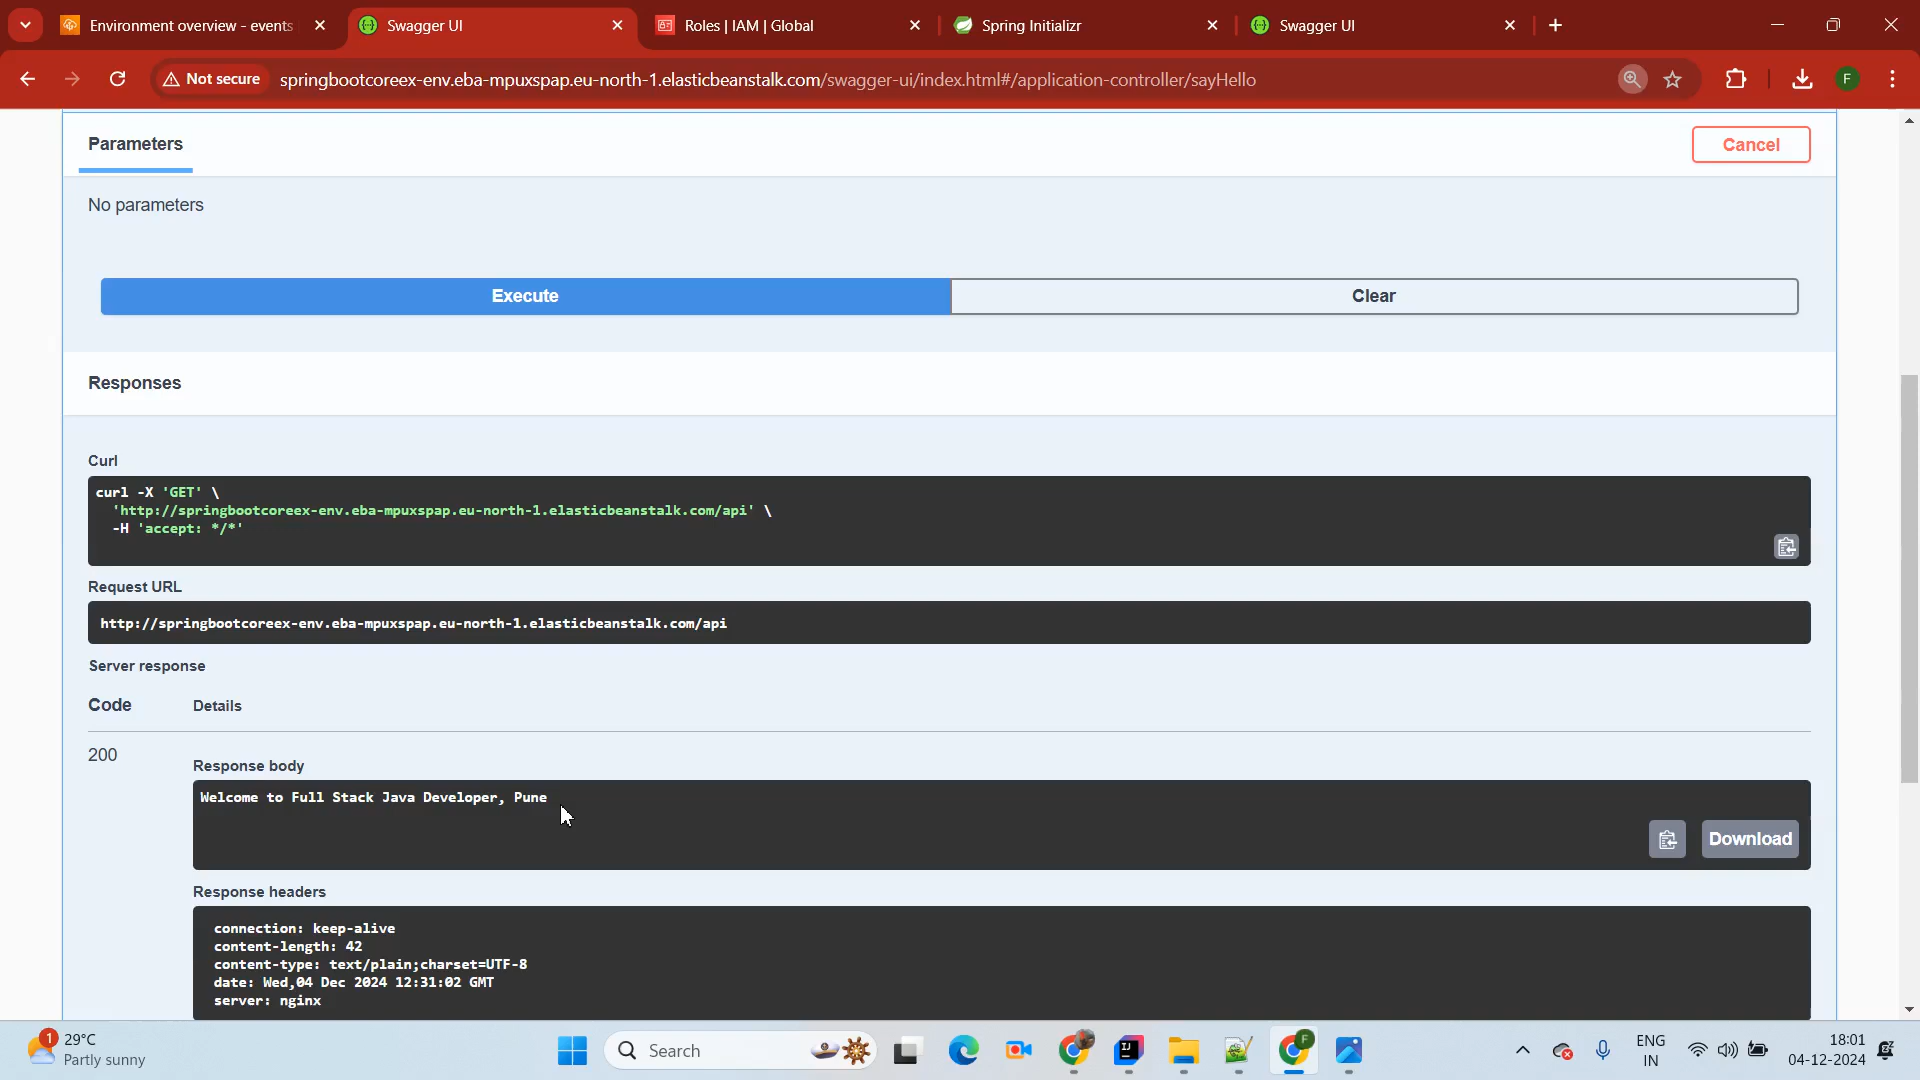 Environment overview - events
Swagger UI
Roles | IAM | Global
Spring Initializr
Swagger UI
Not secure
springbootcoreex-env.eba-mpuxspap.eu-north-1.elasticbeanstalk.com/swagger-ui/index.html#/application-controller/sayHello
F
Parameters
Cancel
No parameters
Execute
Clear
Responses
Curl
curl -X 'GET' \
'http://springbootcoreex-env.eba-mpuxspap.eu-north-1.elasticbeanstalk.com/api' \
-H 'accept: */*'
Request URL
http://springbootcoreex-env.eba-mpuxspap.eu-north-1.elasticbeanstalk.com/api
Server response
Code
Details
200
Response body
Welcome to Full Stack Java Developer, Pune
Download
Response headers
connection: keep-alive
content-length: 42
content-type: text/plain;charset=UTF-8
date: Wed,04 Dec 2024 12:31:02 GMT
server: nginx
1
29°C
Partly sunny
Search
F
ENG
IN
18:01
04-12-2024